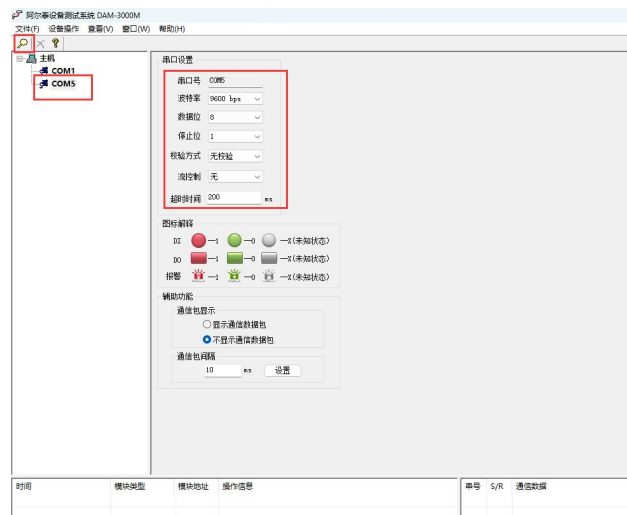 阿尔泰设备测试系统 DAM-3000M
文件(F) 设备操作 查看(V) 窗口(W) 帮助(H)
主机
COM1
COM5
串口设置
串口号 COM5
波特率 9600 bps
数据位 8
停止位 1
校验方式 无校验
流控制 无
超时时间 200 ms
图标解释
DI —1 —0 —X(未知状态)
DO —1 —0 —X(未知状态)
报警 —1 —0 —X(未知状态)
辅助功能
通信包显示
显示通信数据包
不显示通信数据包
通信包间隔
10 ms 设置
时间 模块类型 模块地址 操作信息 串号 S/R 通信数据